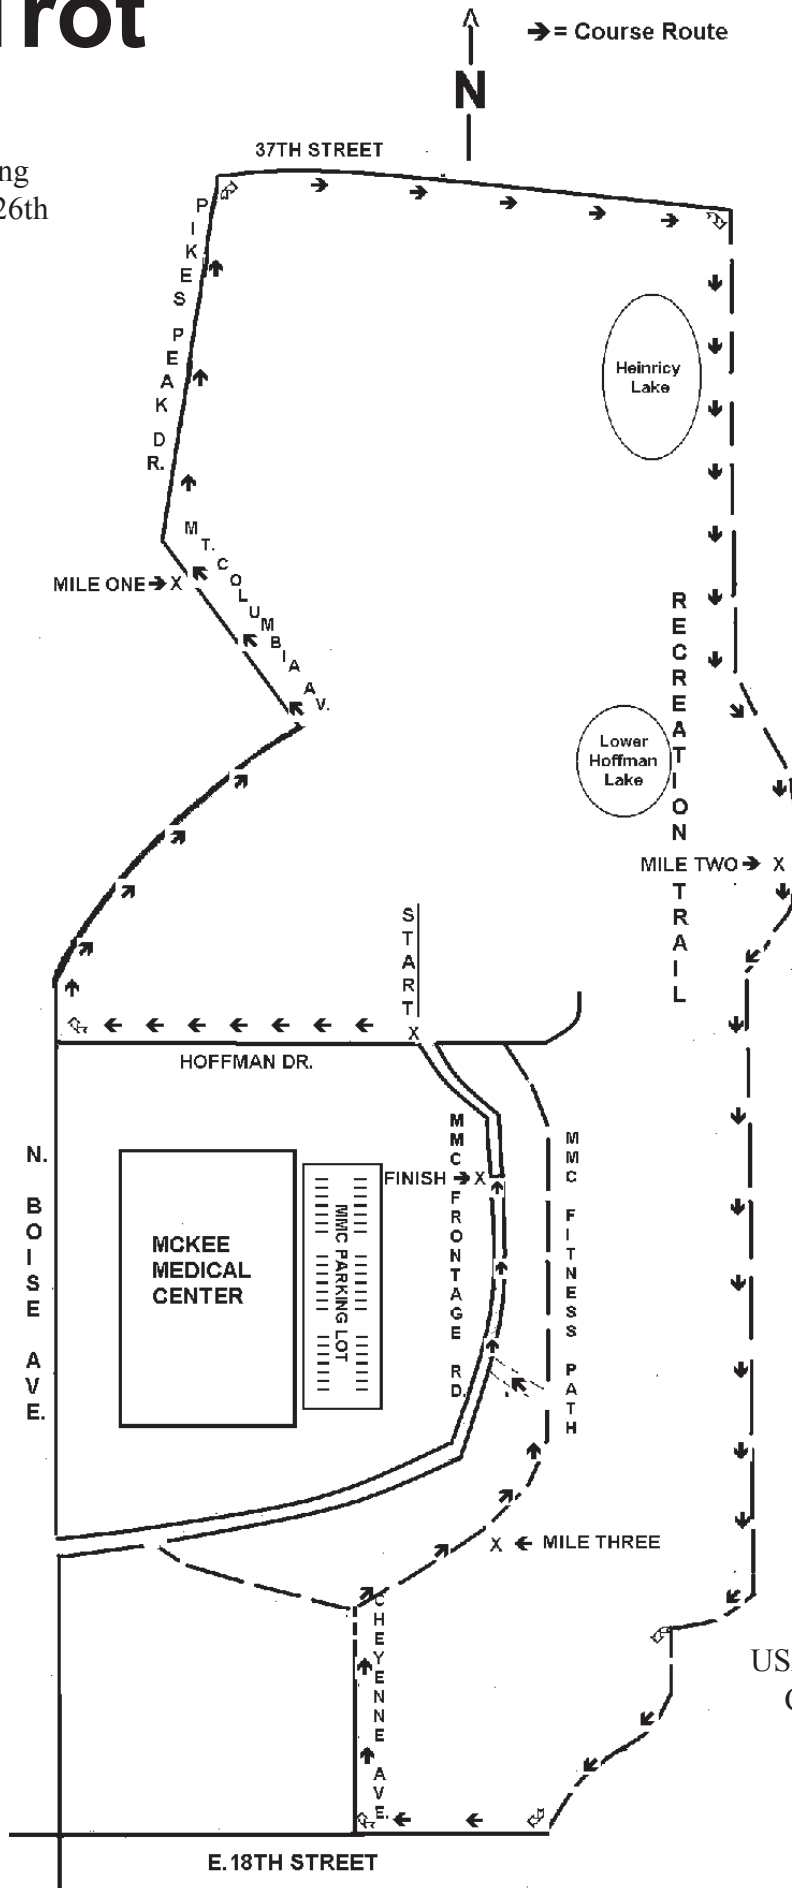 Trot
= Course Route
N
ng
26th
37TH STREET
PIKES PEAK DR.
Heinricy
Lake
MT. COLUMBIA AV.
MILE ONE X
RECREATION TRAIL
Lower
Hoffman
Lake
MILE TWO X
START
X
HOFFMAN DR.
N. BOISE AVE.
MCKEE
MEDICAL
CENTER
MMC PARKING LOT
FINISH X
MMC FRONTAGE RD.
MMC FITNESS PATH
X MILE THREE
CHEYENNE AVE.
US
E. 18TH STREET